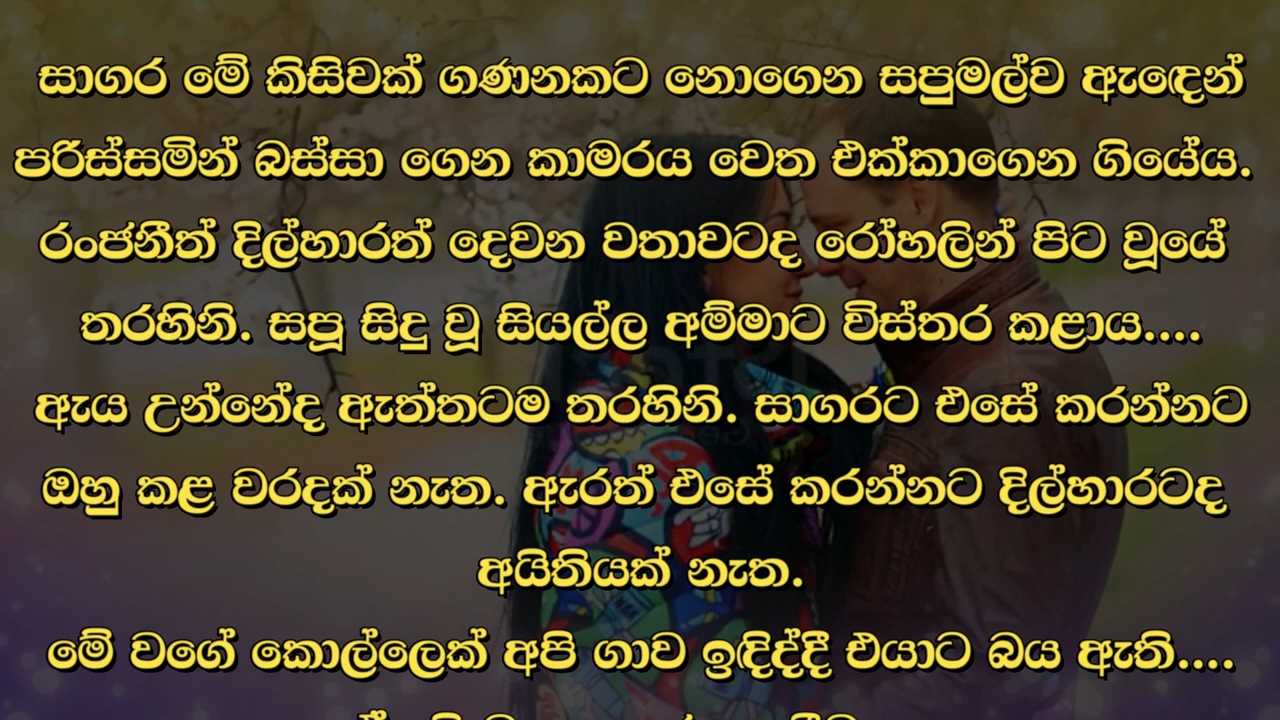 සාගර මේ කිසිවක් ගණනකට නොගෙන සපුමල්ව ඇඳෙන්
පරිස්සමින් බස්සා ගෙන කාමරය වෙත එක්කාගෙන ගියේය.
රංජනීත් දිල්හාරත් දෙවන වතාවටද රෝහලින් පිට වූයේ
තරහිනි. සපූ සිදු වූ සියල්ල අම්මාට විස්තර කළාය....
ඇය උන්නේද ඇත්තටම තරහිනි. සාගරට එසේ කරන්නට
ඔහු කළ වරදක් නැත. ඇරත් එසේ කරන්නට දිල්හාරටද
අයිතියක් නැත.
මේ වගේ කොල්ලෙක් අපි ගාව ඉඳිද්දී එයාට බය ඇති....